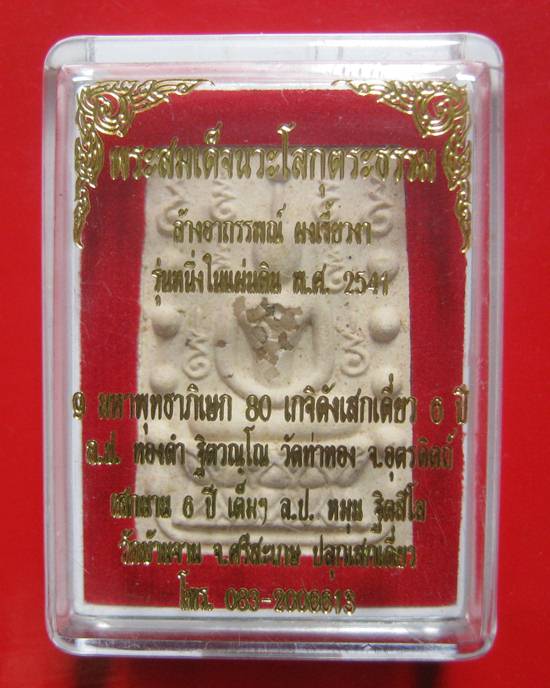 พระสมเด็จนวะโลกุตระธรรม
ล้างอาถรรพณ์ ผงเขี้ยวงา
รุ่นหนึ่งในแผ่นดิน พ.ศ. 2541
9 มหาพุทธาภิเษก 80 เกจิดังเสกเดี่ยว 6 ปี
ล.ป. ทองดำ ฐิตวณฺโณ วัดท่าทอง จ.อุตรดิตถ์
เสกนาน 6 ปี เต็มๆ ล.ป. หมุน ฐิตสีโล
วัดบ้านจาน จ.ศรีสะเกษ ปลุกเสกเดี่ยว
โทร. 083-2006613